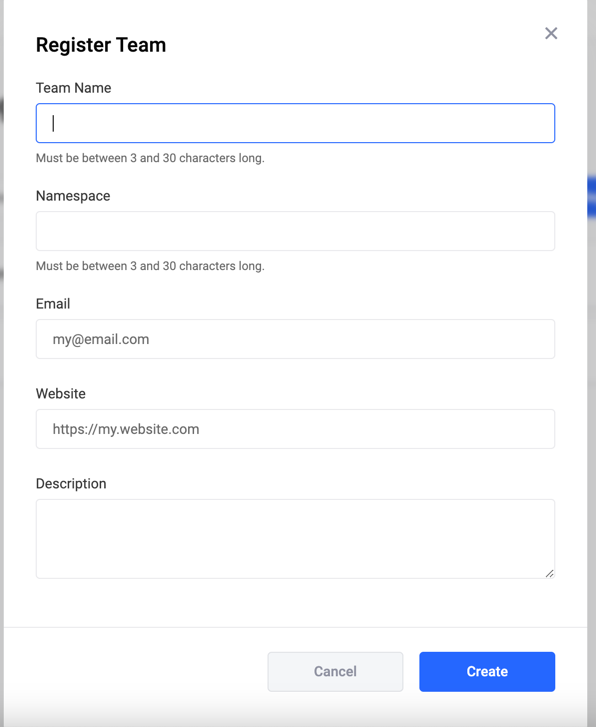 Register Team
Team Name
Must be between 3 and 30 characters long.
Namespace
Must be between 3 and 30 characters long.
Email
my@email.com
Website
https://my.website.com
Description
Cancel
Create